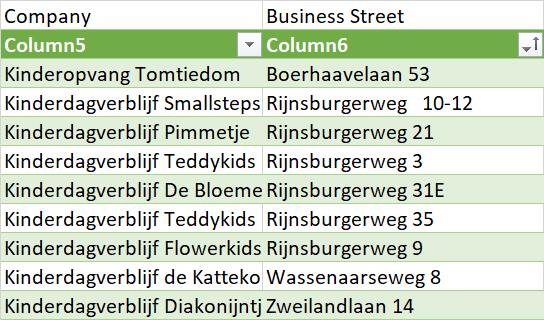 Company Business Street
Column5 Column6
Kinderopvang Tomtiedom Boerhaavelaan 53
Kinderdagverblijf Smallsteps Rijnsburgerweg 10-12
Kinderdagverblijf Pimmetje Rijnsburgerweg 21
Kinderdagverblijf Teddykids Rijnsburgerweg 3
Kinderdagverblijf De Bloeme Rijnsburgerweg 31E
Kinderdagverblijf Teddykids Rijnsburgerweg 35
Kinderdagverblijf Flowerkids Rijnsburgerweg 9
Kinderdagverblijf de Katteko Wassenaarseweg 8
Kinderdagverblijf Diakonijntj Zweilandlaan 14